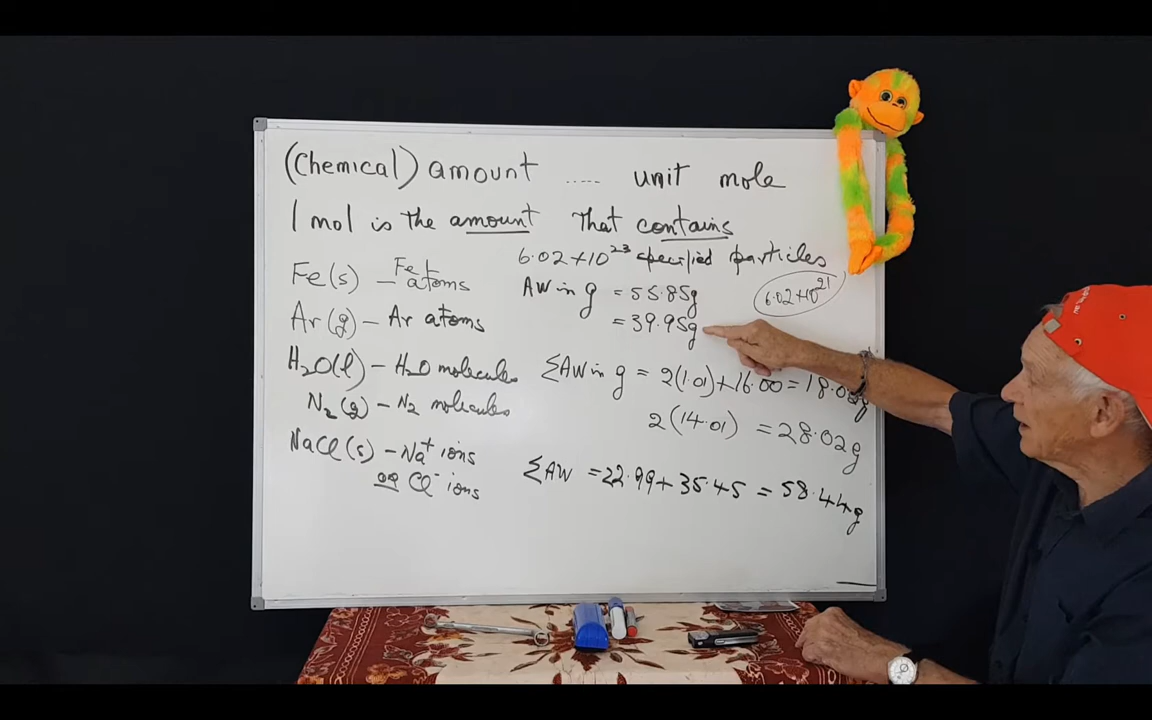 (Chemical) amount ..... unit mole
1 mol is the amount that contains
6.02×10²³ specified particles
Fe(s) – Fe atoms
AW in g = 55.85g
6.02×10²¹
Ar(g) – Ar atoms
= 39.95g
H₂O(l) – H₂O molecules
ΣAW in g = 2(1.01)+16.00 = 18.02g
N₂(g) – N₂ molecules
2(14.01) = 28.02g
NaCl(s) – Na⁺ ions
or Cl⁻ ions
ΣAW = 22.99+35.45 = 58.44g